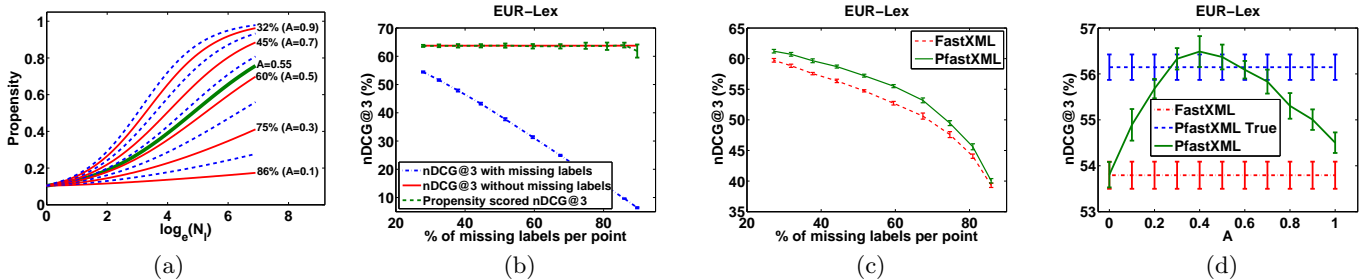 Propensity
1
0.8
0.6
0.4
0.2
0
0 2 4 6 8
log_e(N_l)
32% (A=0.9)
45% (A=0.7)
A=0.55
60% (A=0.5)
75% (A=0.3)
86% (A=0.1)
(a)
EUR−Lex
nDCG@3 (%)
80
70
60
50
40
30
20
10
0
20 40 60 80
% of missing labels per point
nDCG@3 with missing labels
nDCG@3 without missing labels
Propensity scored nDCG@3
(b)
EUR−Lex
nDCG@3 (%)
65
60
55
50
45
40
35
20 40 60 80
% of missing labels per point
FastXML
PfastXML
(c)
EUR−Lex
nDCG@3 (%)
57
56
55
54
53
0 0.2 0.4 0.6 0.8 1
A
FastXML
PfastXML True
PfastXML
(d)